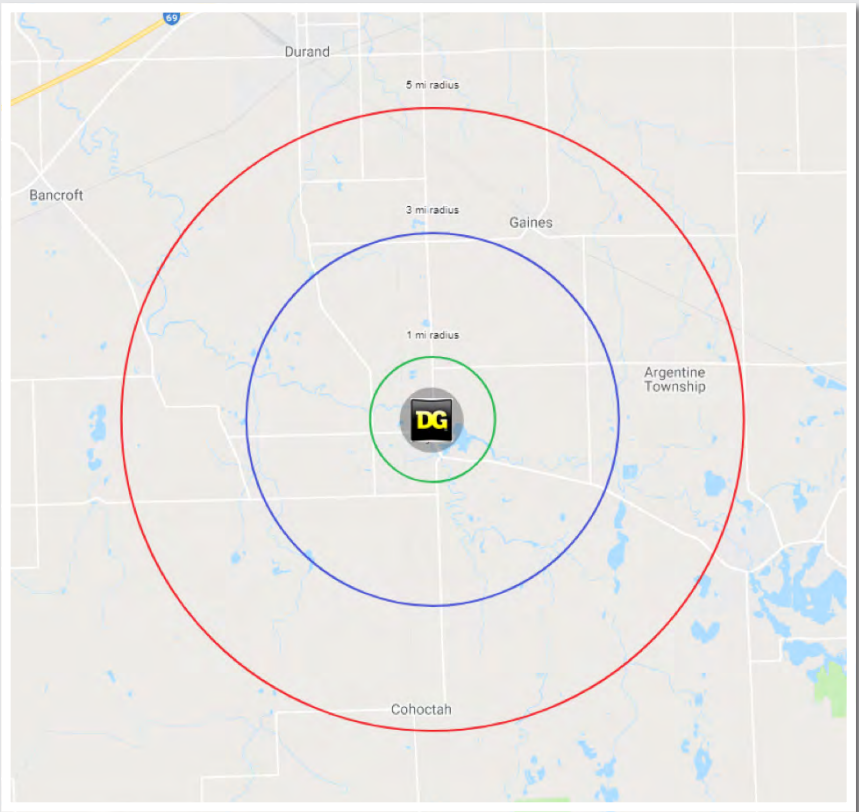 69
Durand
5 mi radius
Bancroft
3 mi radius
Gaines
1 mi radius
Argentine
Township
DG
Cohoctah